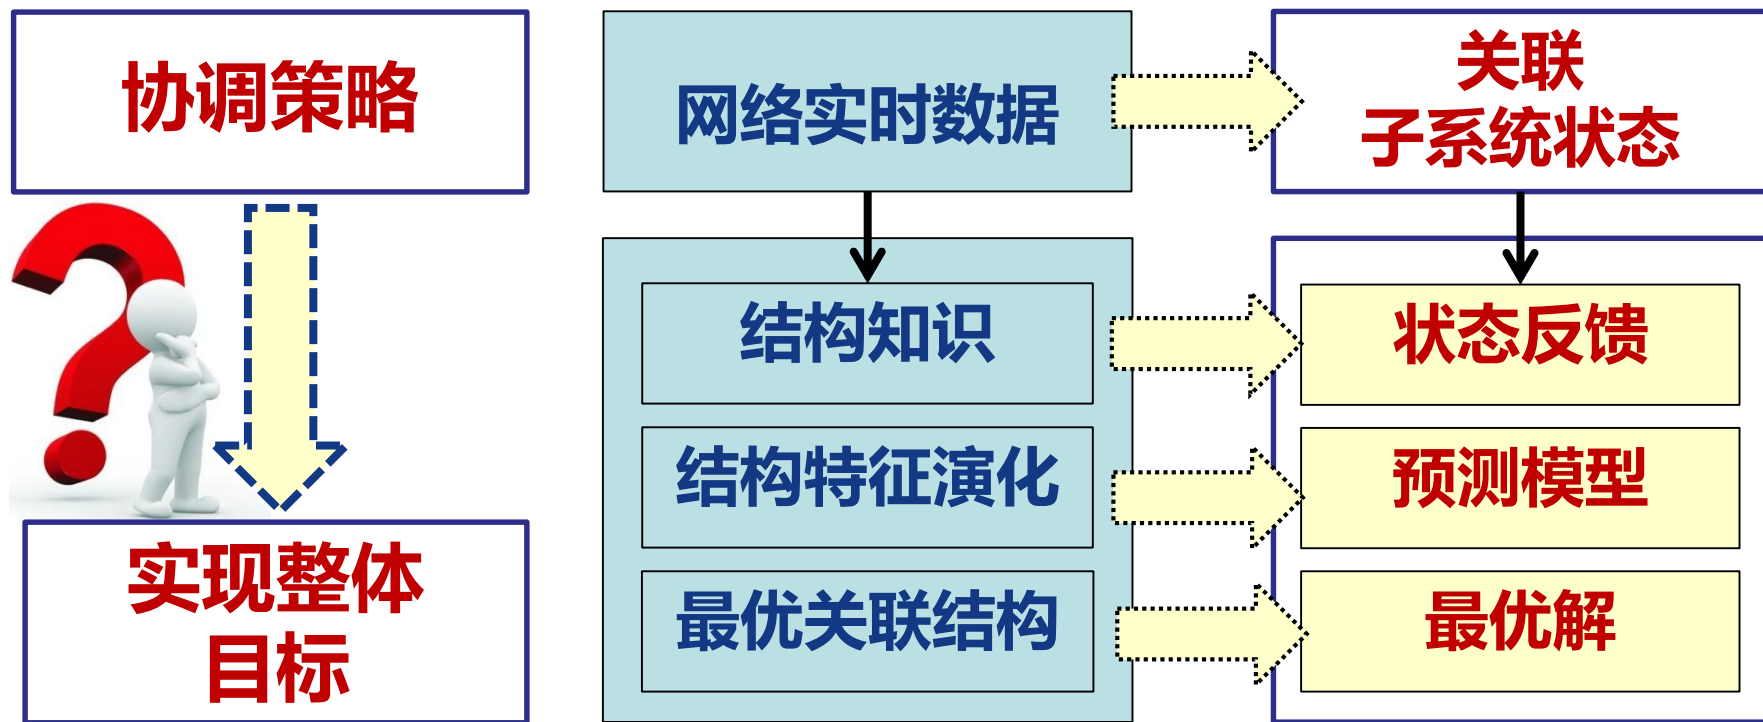 协调策略
实现整体
目标
网络实时数据
结构知识
结构特征演化
最优关联结构
关联
子系统状态
状态反馈
预测模型
最优解